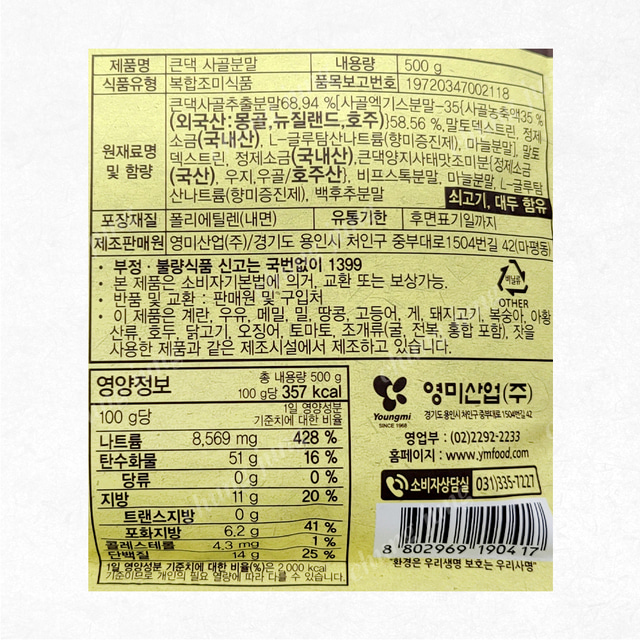 제품명 큰댁 사골분말 내용량 500 g
식품유형 복합조미식품 품목보고번호 19720347002118
원재료명 및 함량
큰댁사골추출분말68,94 %{사골엑기스분말-35(사골농축액35 %
(외국산:몽골,뉴질랜드,호주)}58,56 %,말토덱스트린, 정제
소금(국내산), L-글루탐산나트륨(향미증진제), 마늘분말}, 말토
덱스트린, 정제소금(국내산),큰댁양지사태맛조미분{정제소금
(국산), 우지,우골/호주산}, 비프스톡분말, 마늘분말, L-글루탐
산나트륨(향미증진제), 백후추분말
쇠고기, 대두 함유
포장재질 폴리에틸렌(내면) 유통기한 후면표기일까지
제조판매원 영미산업(주)/경기도 용인시 처인구 중부대로1504번길 42(마평동)
· 부정 · 불량식품 신고는 국번없이 1399
· 본 제품은 소비자기본법에 의거, 교환 또는 보상가능.
· 반품 및 교환 : 판매원 및 구입처
· 이 제품은 계란, 우유, 메밀, 밀, 땅콩, 고등어, 게, 돼지고기, 복숭아, 아황
산류, 호두, 닭고기, 오징어, 토마토, 조개류(굴, 전복, 홍합 포함), 잣을
사용한 제품과 같은 제조시설에서 제조하고 있습니다.
비닐류
OTHER
영양정보 총 내용량 500 g
100 g당 357 kcal
100 g당 1일 영양성분
기준치에 대한 비율
나트륨 8,569 mg 428 %
탄수화물 51 g 16 %
당류 0 g 0 %
지방 11 g 20 %
트랜스지방 0 g
포화지방 6.2 g 41 %
콜레스테롤 4.3 mg 1 %
단백질 14 g 25 %
1일 영양성분 기준치에 대한 비율(%)은 2,000 kcal
기준이므로 개인의 필요 열량에 따라 다를 수 있습니다.
Youngmi
SINCE 1968
영미산업(주)
경기도 용인시 처인구 중부대로 1504번길 42
영업부 : (02)2292-2233
홈페이지 : www.ymfood.com
소비자상담실 031)335-7227
8 802969 190417
"환경은 우리생명 보호는 우리사명"